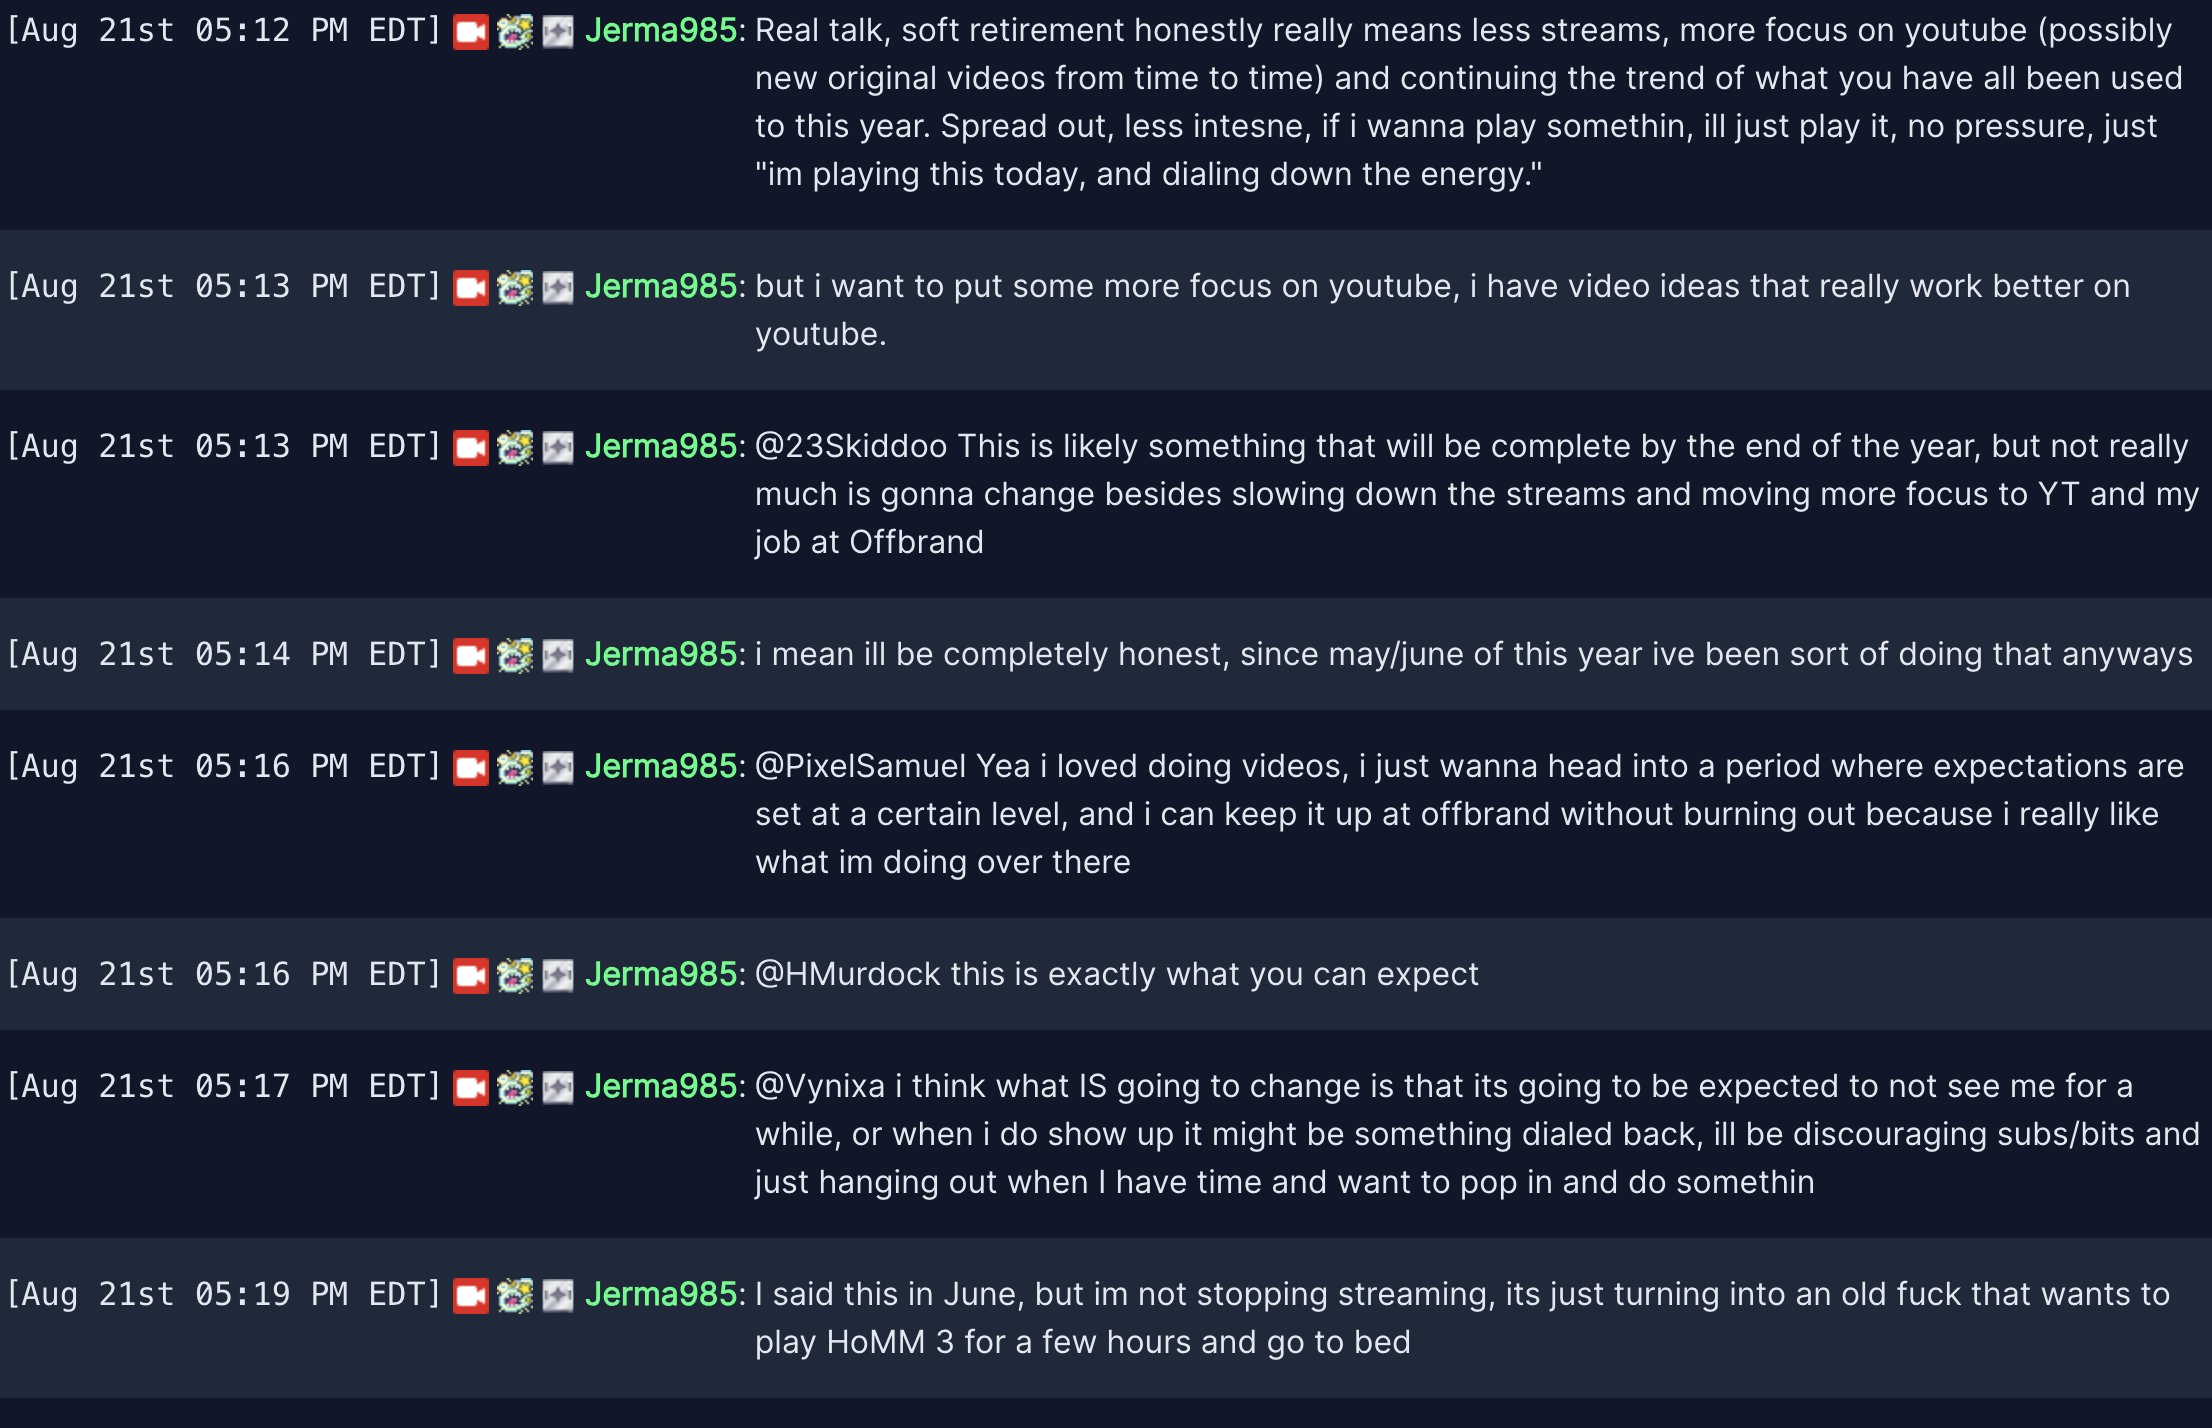 [Aug 21st 05:12 PM EDT] Jerma985: Real talk, soft retirement honestly really means less streams, more focus on youtube (possibly
new original videos from time to time) and continuing the trend of what you have all been used
to this year. Spread out, less intesne, if i wanna play somethin, ill just play it, no pressure, just
"im playing this today, and dialing down the energy."
[Aug 21st 05:13 PM EDT] Jerma985: but i want to put some more focus on youtube, i have video ideas that really work better on
youtube.
[Aug 21st 05:13 PM EDT] Jerma985: @23Skiddoo This is likely something that will be complete by the end of the year, but not really
much is gonna change besides slowing down the streams and moving more focus to YT and my
job at Offbrand
[Aug 21st 05:14 PM EDT] Jerma985: i mean ill be completely honest, since may/june of this year ive been sort of doing that anyways
[Aug 21st 05:16 PM EDT] Jerma985: @PixelSamuel Yea i loved doing videos, i just wanna head into a period where expectations are
set at a certain level, and i can keep it up at offbrand without burning out because i really like
what im doing over there
[Aug 21st 05:16 PM EDT] Jerma985: @HMurdock this is exactly what you can expect
[Aug 21st 05:17 PM EDT] Jerma985: @Vynixa i think what IS going to change is that its going to be expected to not see me for a
while, or when i do show up it might be something dialed back, ill be discouraging subs/bits and
just hanging out when I have time and want to pop in and do somethin
[Aug 21st 05:19 PM EDT] Jerma985: I said this in June, but im not stopping streaming, its just turning into an old fuck that wants to
play HoMM 3 for a few hours and go to bed